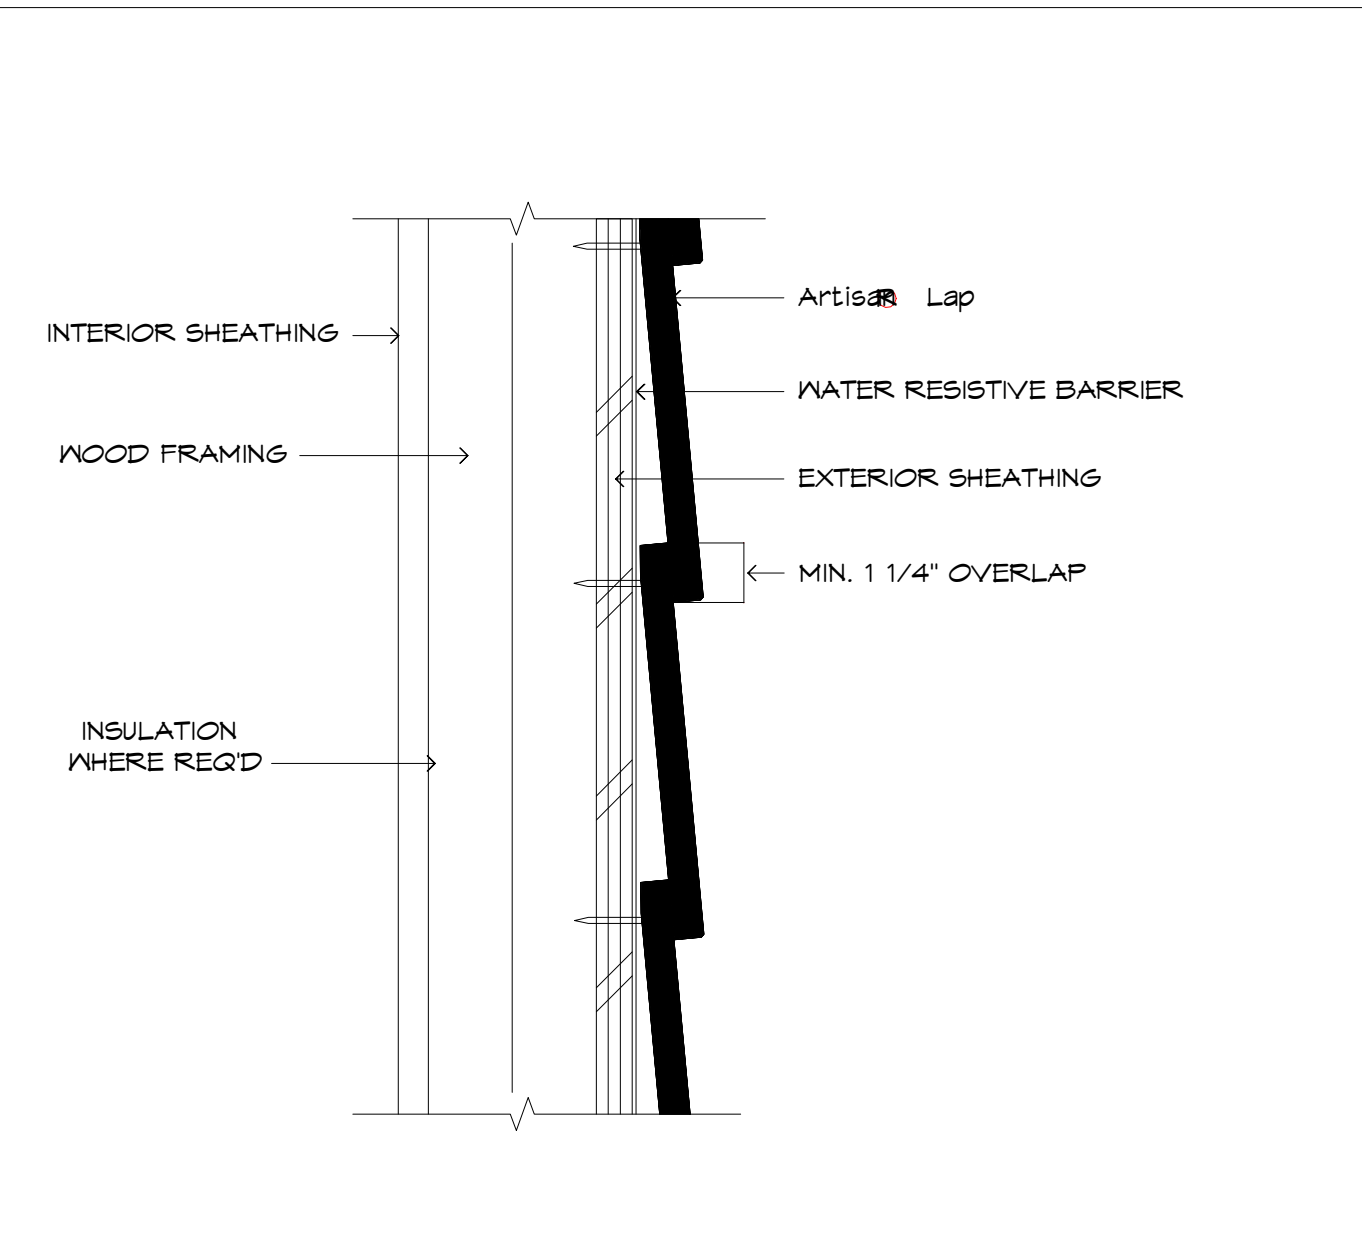 Artisan® Lap
INTERIOR SHEATHING
WATER RESISTIVE BARRIER
WOOD FRAMING
EXTERIOR SHEATHING
MIN. 1 1/4" OVERLAP
INSULATION
WHERE REQ'D